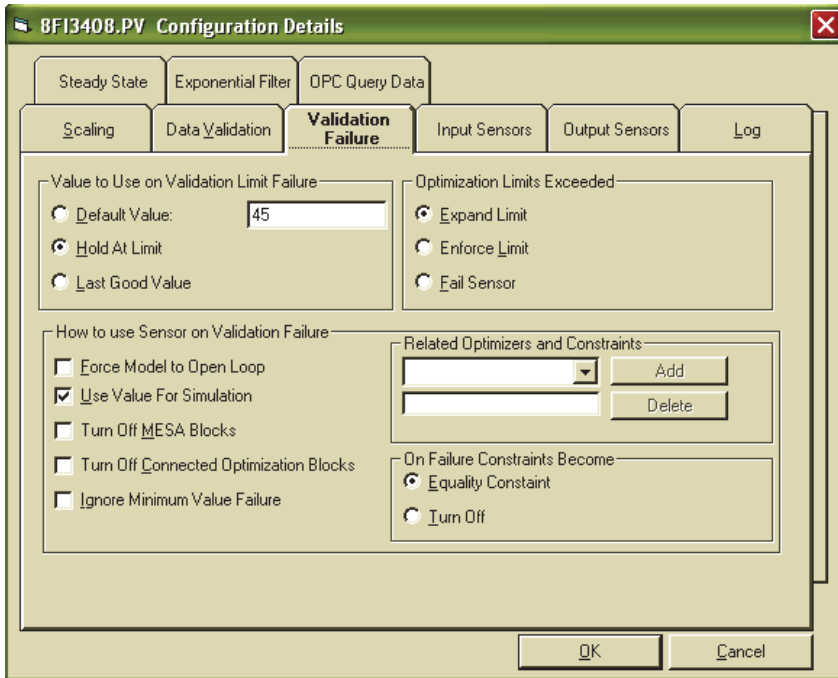 8FI3408.PV Configuration Details
Steady State
Exponential Filter
OPC Query Data
Scaling
Data Validation
Validation
Failure
Input Sensors
Output Sensors
Log
Value to Use on Validation Limit Failure
Default Value:
45
Hold At Limit
Last Good Value
Optimization Limits Exceeded
Expand Limit
Enforce Limit
Fail Sensor
How to use Sensor on Validation Failure
Force Model to Open Loop
Use Value For Simulation
Turn Off MESA Blocks
Turn Off Connected Optimization Blocks
Ignore Minimum Value Failure
Related Optimizers and Constraints
Add
Delete
On Failure Constraints Become
Equality Constaint
Turn Off
OK
Cancel